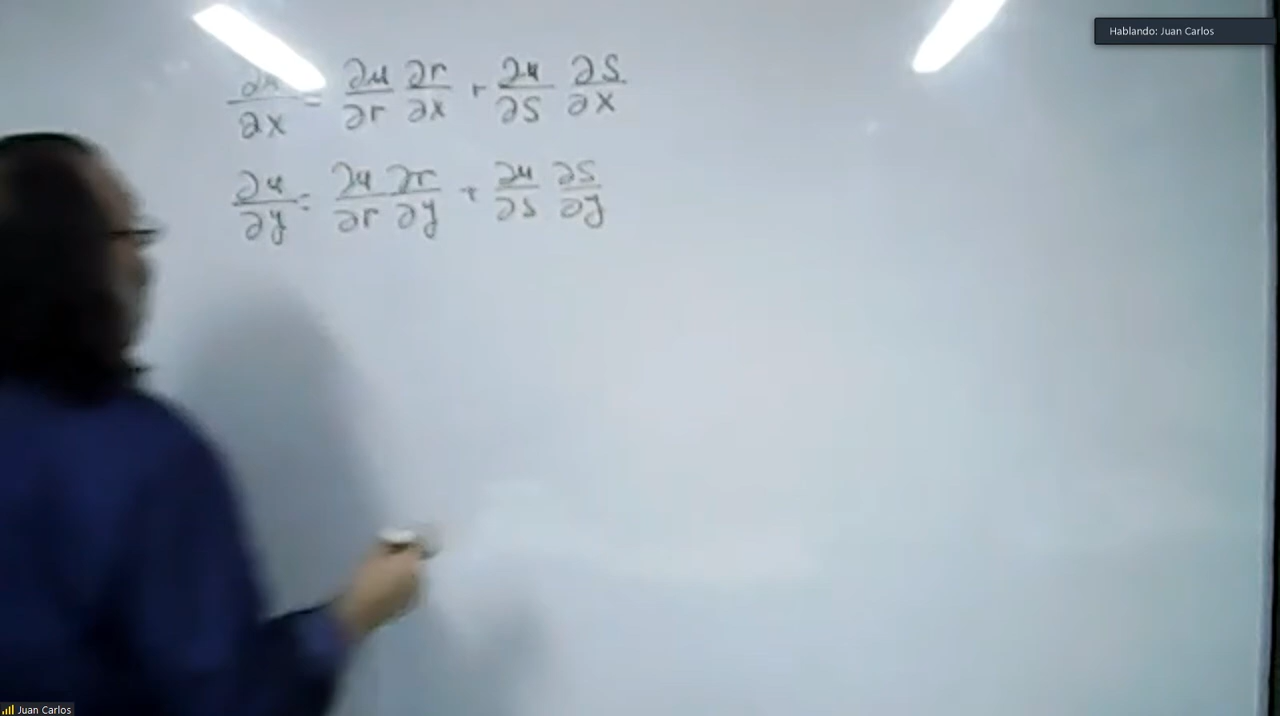 Hablando: Juan Carlos
∂u/∂x = ∂u/∂r ∂r/∂x + ∂u/∂s ∂s/∂x
∂u/∂y = ∂u/∂r ∂r/∂y + ∂u/∂s ∂s/∂y
Juan Carlos